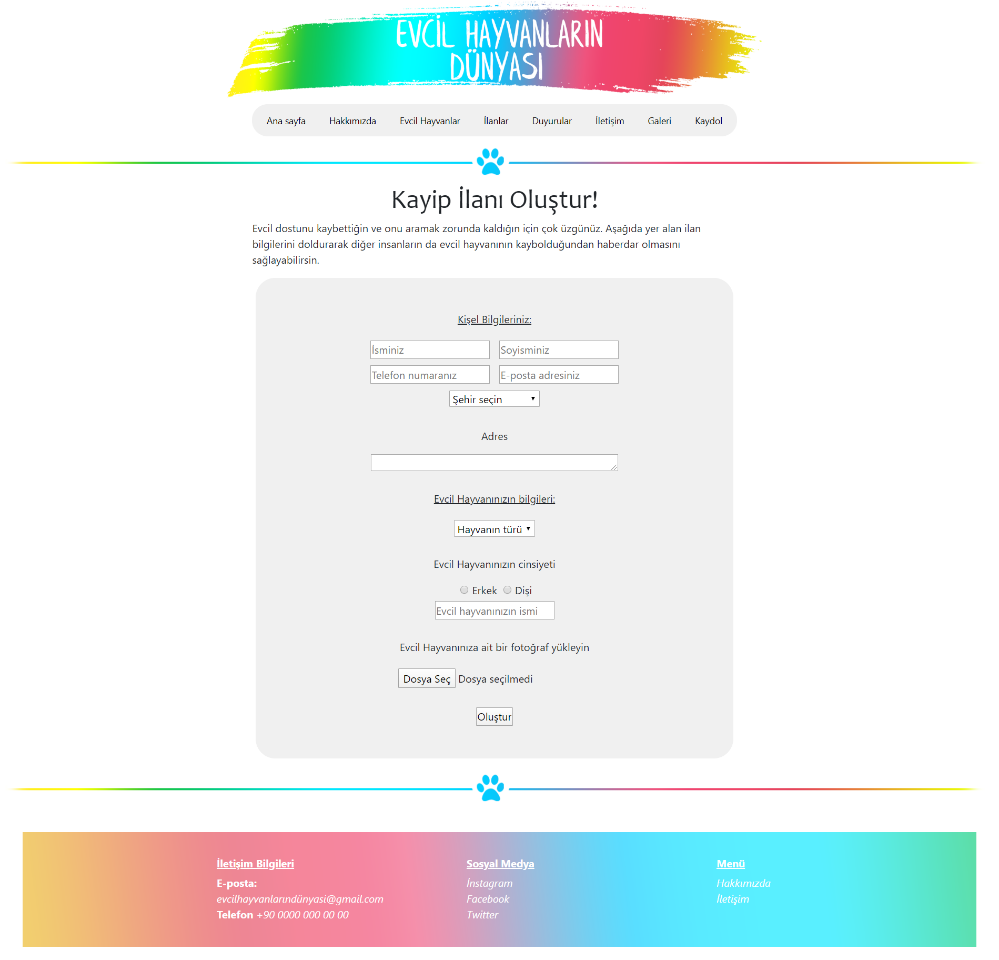 EVCİL HAYVANLARIN
DÜNYASI
Ana sayfa Hakkımızda Evcil Hayvanlar İlanlar Duyurular İletişim Galeri Kaydol
Kayip İlanı Oluştur!
Evcil dostunu kaybettiğin ve onu aramak zorunda kaldığın için çok üzgünüz. Aşağıda yer alan ilan
bilgilerini doldurarak diğer insanların da evcil hayvanının kaybolduğundan haberdar olmasını
sağlayabilirsin.
Kişel Bilgileriniz:
İsminiz Soyisminiz
Telefon numaranız E-posta adresiniz
Şehir seçin
Adres
Evcil Hayvanınızın bilgileri:
Hayvanın türü
Evcil Hayvanınızın cinsiyeti
Erkek Dişi
Evcil hayvanınızın ismi
Evcil Hayvanınıza ait bir fotoğraf yükleyin
Dosya Seç Dosya seçilmedi
Oluştur
İletişim Bilgileri Sosyal Medya Menü
E-posta: İnstagram Hakkımızda
evcilhayvanlarındünyasi@gmail.com Facebook İletişim
Telefon +90 0000 000 00 00 Twitter